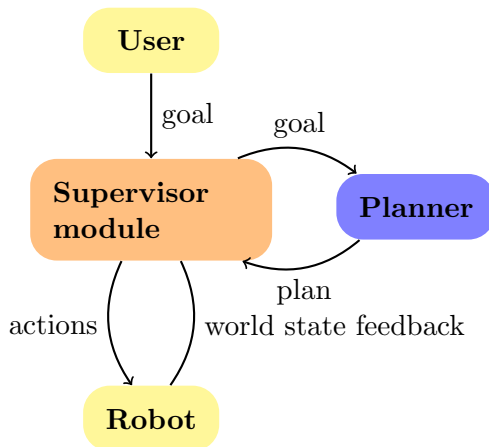 User
goal
goal
Supervisor
module
Planner
plan
actions
world state feedback
Robot